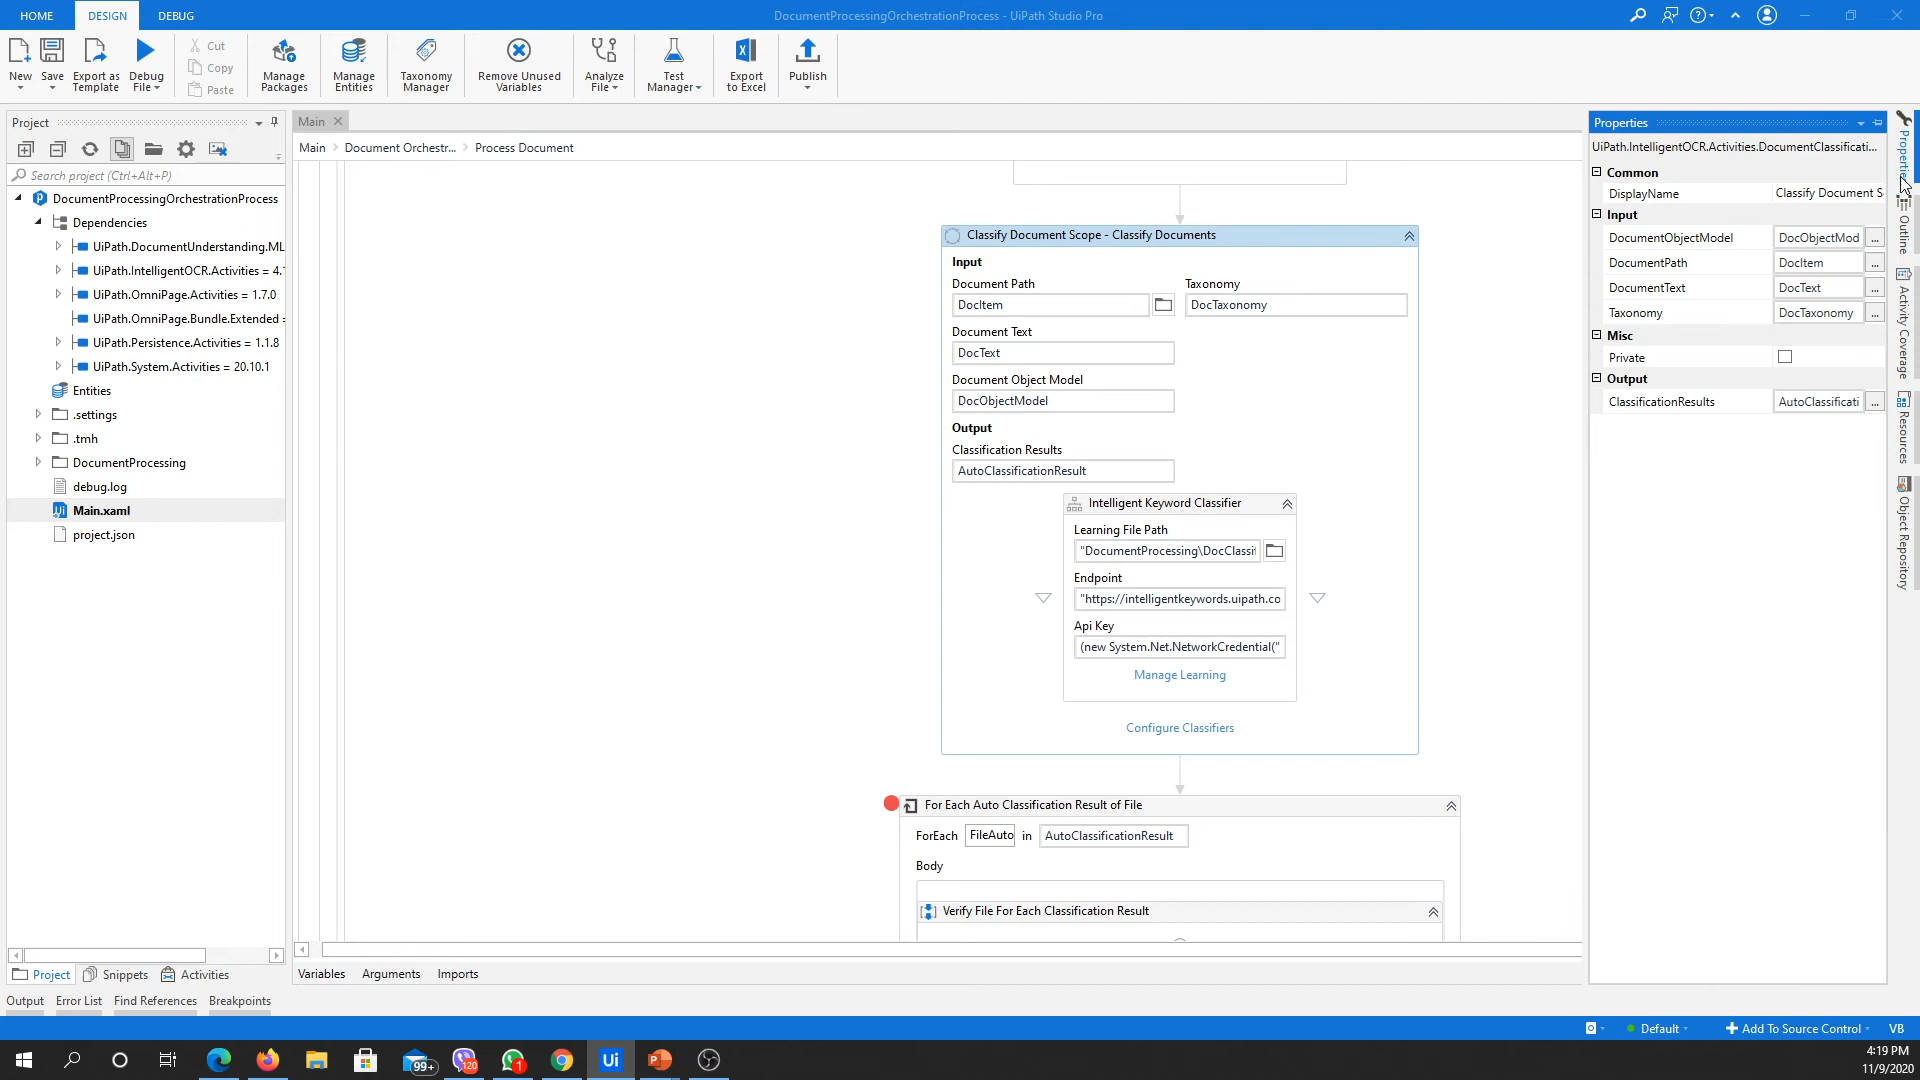 HOME DESIGN DEBUG
DocumentProcessingOrchestrationProcess - UiPath Studio Pro
New
Save
Export as Template
Debug File
Cut
Copy
Paste
Manage Packages
Manage Entities
Taxonomy Manager
Remove Unused Variables
Analyze File
Test Manager
Export to Excel
Publish
Project
Search project (Ctrl+Alt+P)
DocumentProcessingOrchestrationProcess
Dependencies
UiPath.DocumentUnderstanding.ML
UiPath.IntelligentOCR.Activities = 4.1
UiPath.OmniPage.Activities = 1.7.0
UiPath.OmniPage.Bundle.Extended =
UiPath.Persistence.Activities = 1.1.8
UiPath.System.Activities = 20.10.1
Entities
.settings
.tmh
DocumentProcessing
debug.log
Main.xaml
project.json
Project Snippets Activities
Output Error List Find References Breakpoints
Main
Main Document Orchestr... Process Document
Classify Document Scope - Classify Documents
Input
Document Path Taxonomy
DocItem DocTaxonomy
Document Text
DocText
Document Object Model
DocObjectModel
Output
Classification Results
AutoClassificationResult
Intelligent Keyword Classifier
Learning File Path
"DocumentProcessing\DocClassi
Endpoint
"https://intelligentkeywords.uipath.co
Api Key
(new System.Net.NetworkCredential("
Manage Learning
Configure Classifiers
For Each Auto Classification Result of File
ForEach FileAuto in AutoClassificationResult
Body
Verify File For Each Classification Result
Variables Arguments Imports
Properties
UiPath.IntelligentOCR.Activities.DocumentClassificati...
Common
DisplayName Classify Document S
Input
DocumentObjectModel DocObjectMod ...
DocumentPath DocItem ...
DocumentText DocText ...
Taxonomy DocTaxonomy ...
Misc
Private
Output
ClassificationResults AutoClassificati ...
Properties
Outline
Activity Coverage
Resources
Object Repository
Default Add To Source Control VB
99+
120
1
Ui
4:19 PM
11/9/2020